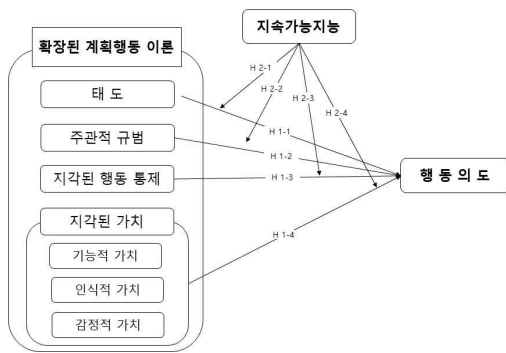 지속가능지능
확장된 계획행동 이론
H 2-1
H 2-2
H 2-3
H 2-4
태 도
H 1-1
주관적 규범
H 1-2
지각된 행동 통제
H 1-3
행 동 의 도
지각된 가치
H 1-4
기능적 가치
인식적 가치
감정적 가치